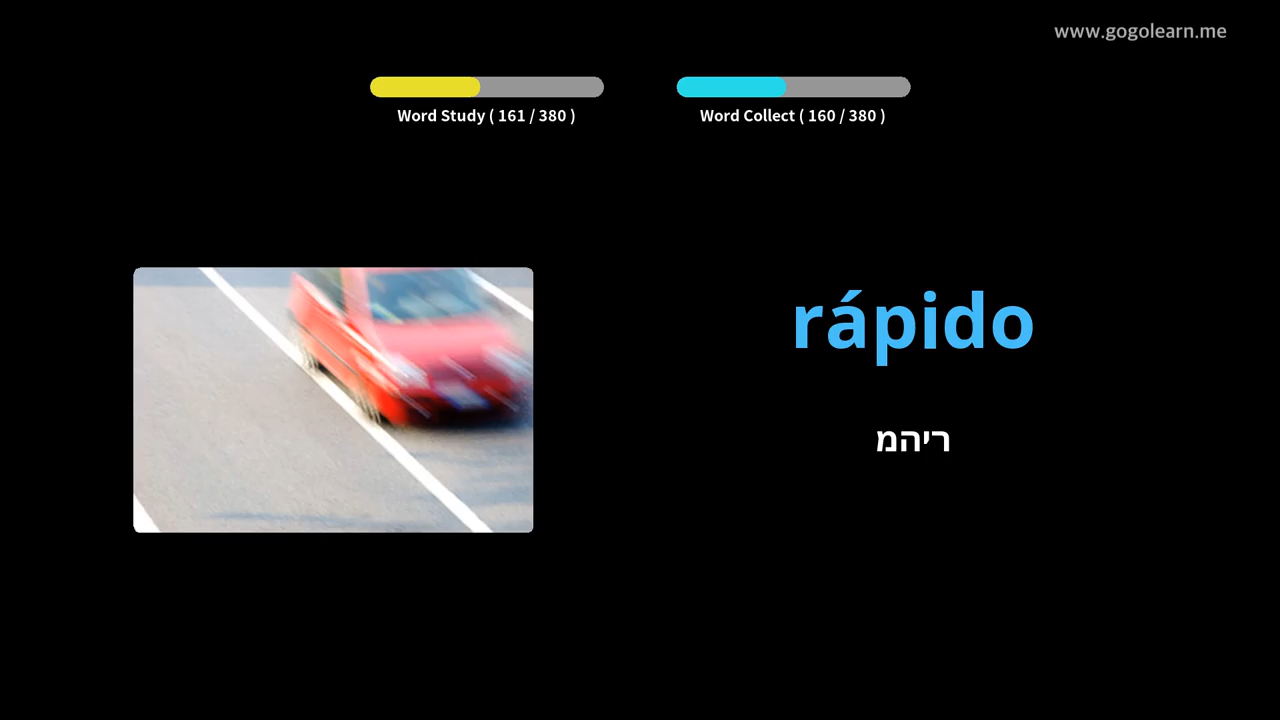 www.gogolearn.me
Word Study ( 161 / 380 )
Word Collect ( 160 / 380 )
rápido
ריהמ